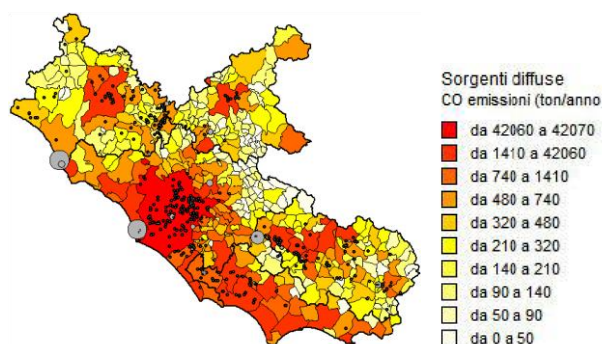 Sorgenti diffuse
CO emissioni (ton/anno
da 42060 a 42070
da 1410 a 42060
da 740 a 1410
da 480 a 740
da 320 a 480
da 210 a 320
da 140 a 210
da 90 a 140
da 50 a 90
da 0 a 50